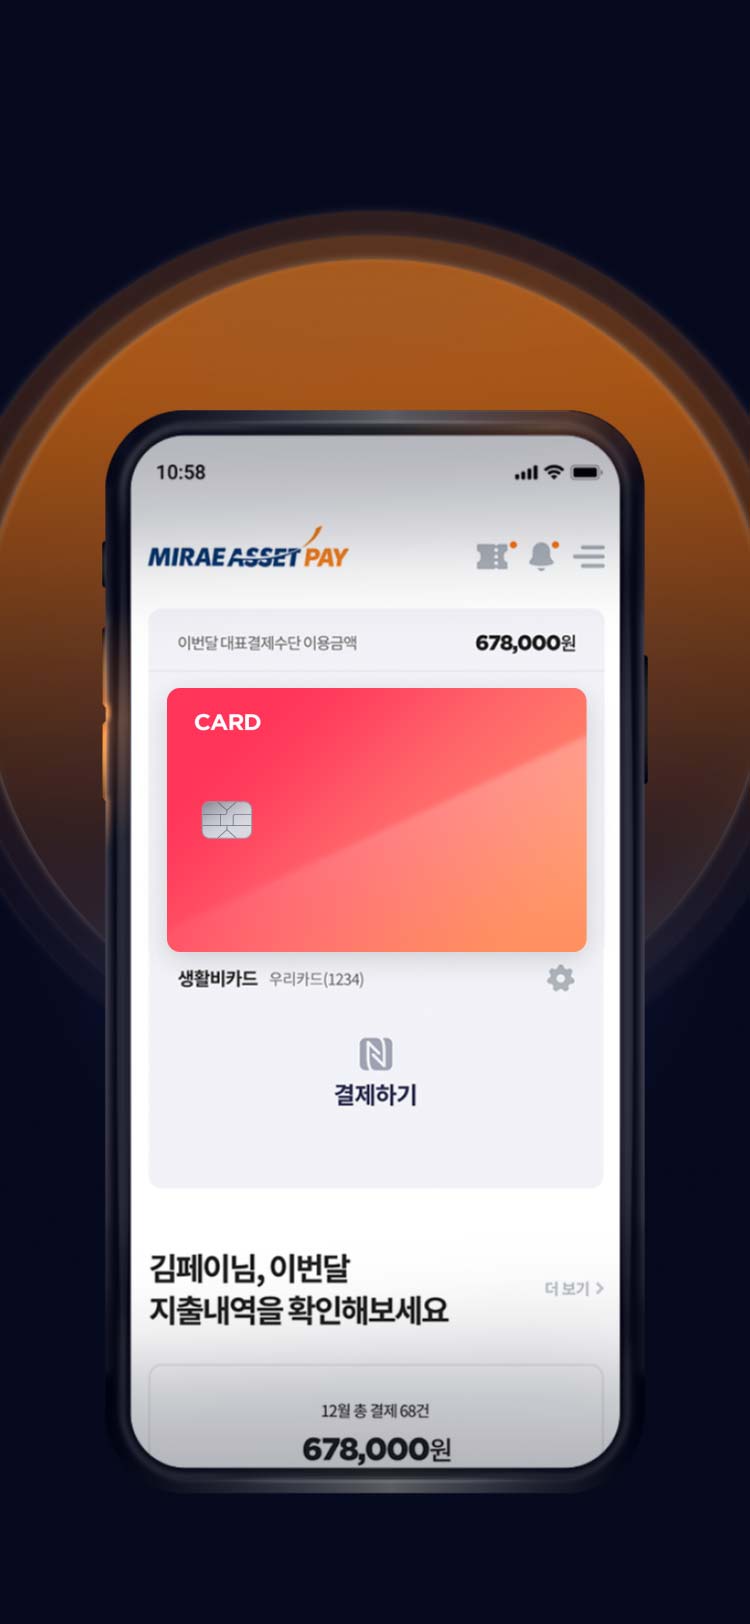 10:58
MIRAE ASSET PAY
이번달 대표결제수단 이용금액 678,000원
CARD
생활비카드 우리카드(1234)
결제하기
김페이님, 이번달
지출내역을 확인해보세요
더 보기 >
12월 총 결제 68건
678,000원